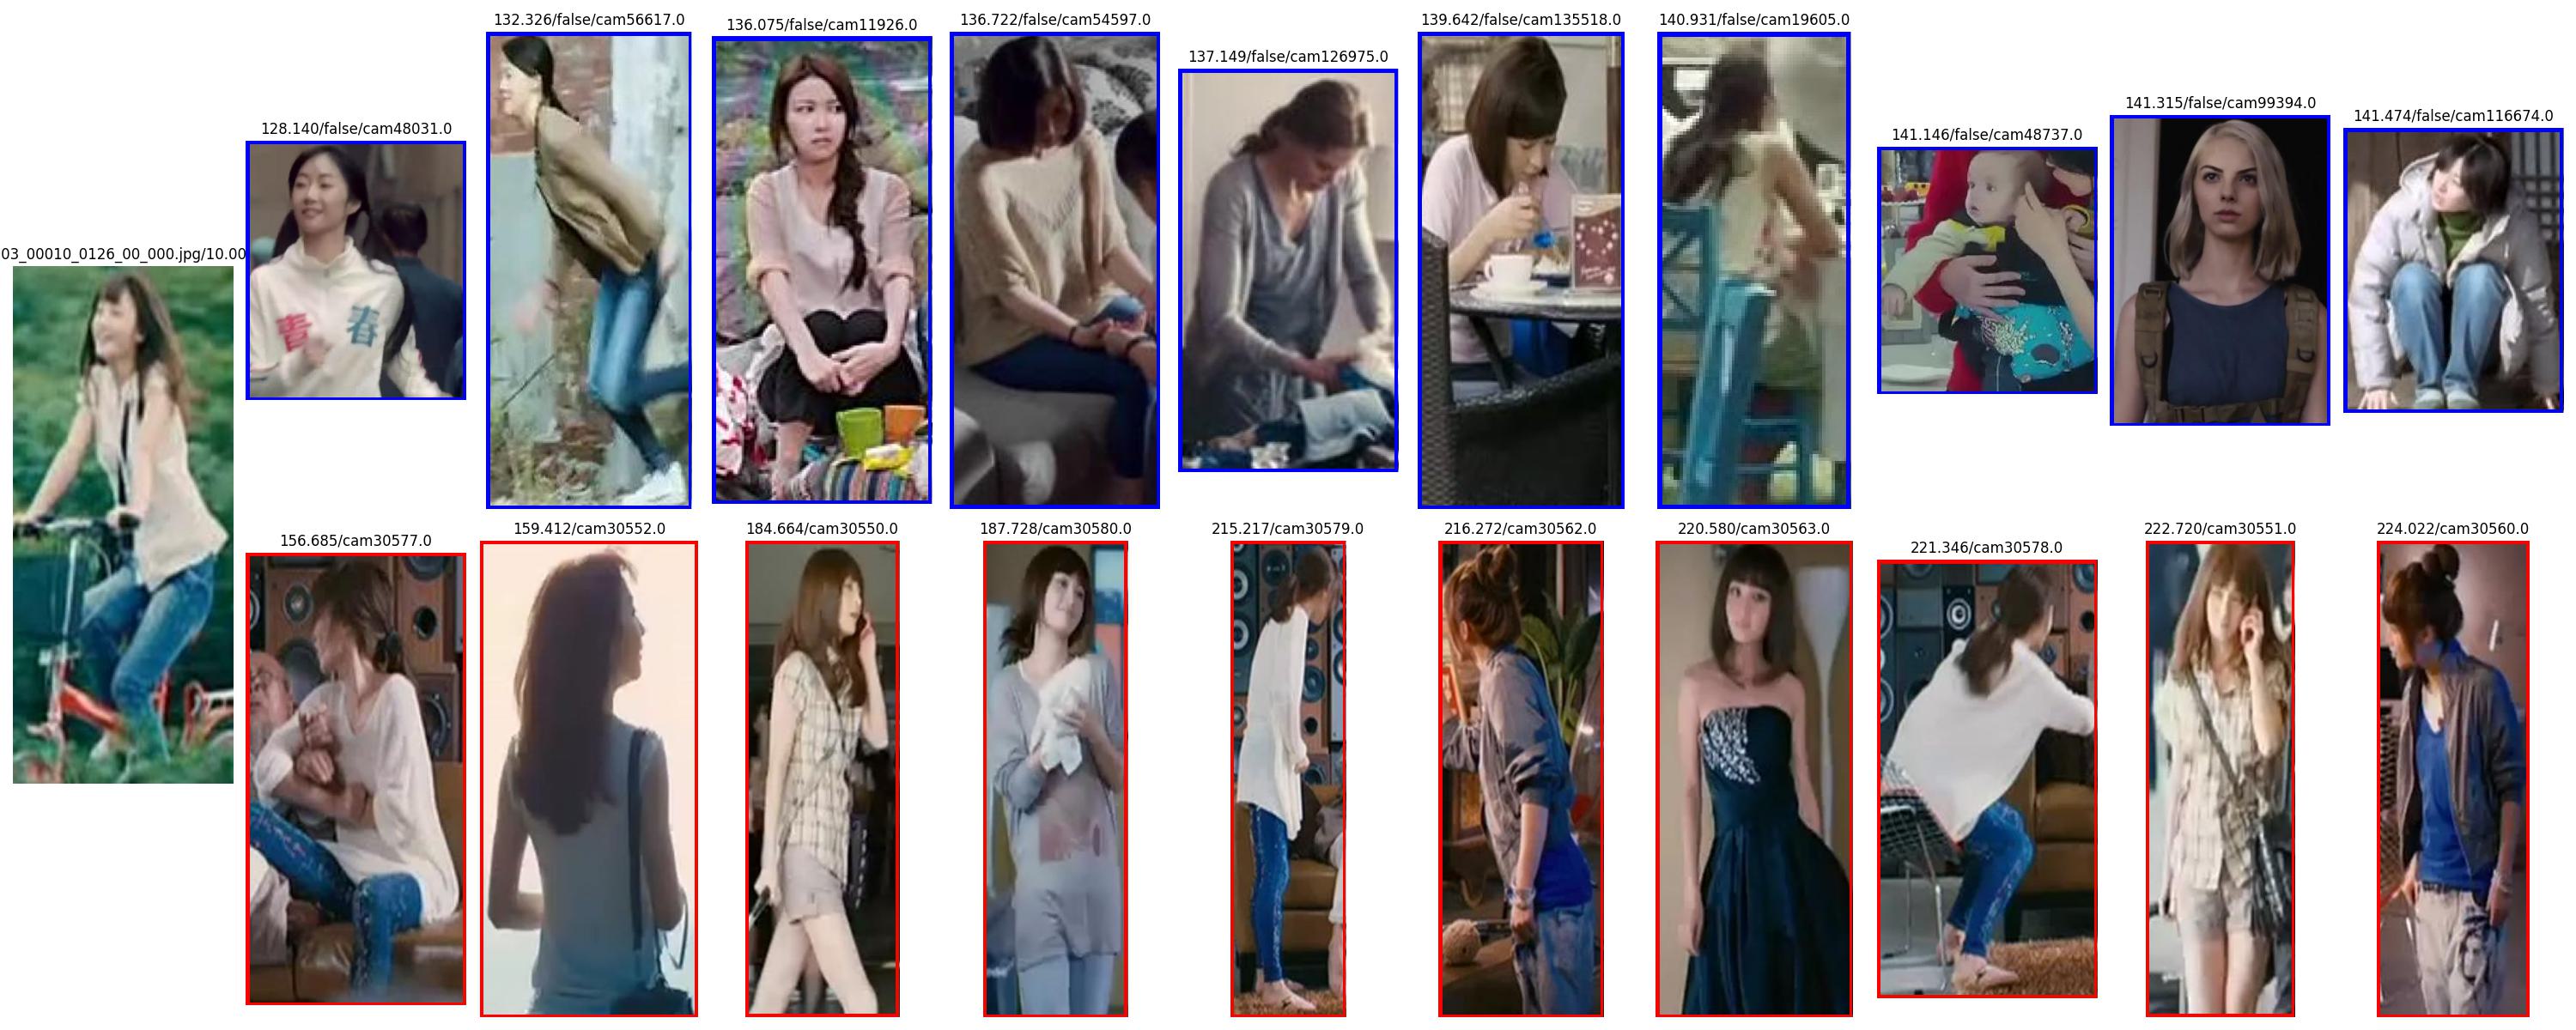 132.326/false/cam56617.0
136.075/false/cam11926.0
136.722/false/cam54597.0
137.149/false/cam126975.0
139.642/false/cam135518.0
140.931/false/cam19605.0
128.140/false/cam48031.0
141.146/false/cam48737.0
141.315/false/cam99394.0
141.474/false/cam116674.0
03_00010_0126_00_000.jpg/10.00
青春
156.685/cam30577.0
159.412/cam30552.0
184.664/cam30550.0
187.728/cam30580.0
215.217/cam30579.0
216.272/cam30562.0
220.580/cam30563.0
221.346/cam30578.0
222.720/cam30551.0
224.022/cam30560.0